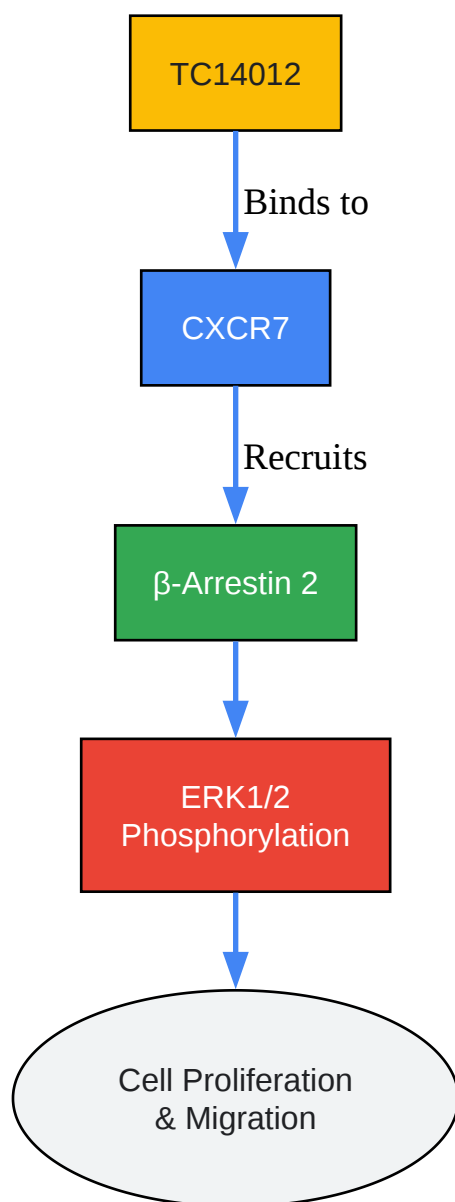 TC14012
Binds to
CXCR7
Recruits
β-Arrestin 2
ERK1/2
Phosphorylation
Cell Proliferation
& Migration